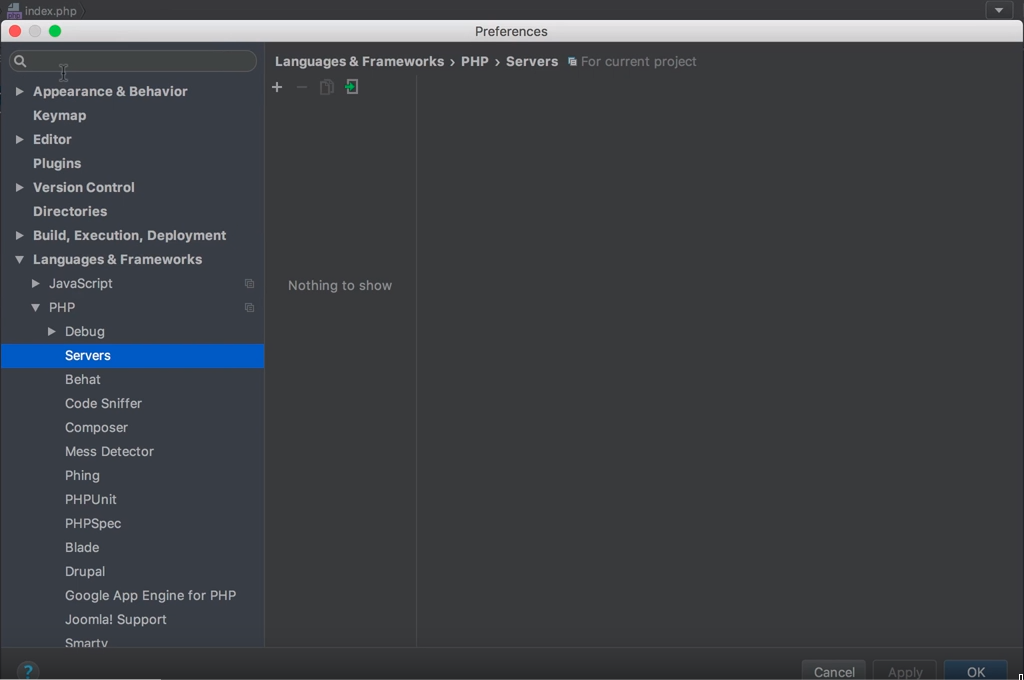 index.php
Preferences
Languages & Frameworks › PHP › Servers For current project
Appearance & Behavior
Keymap
Editor
Plugins
Version Control
Directories
Build, Execution, Deployment
Languages & Frameworks
JavaScript
PHP
Debug
Servers
Behat
Code Sniffer
Composer
Mess Detector
Phing
PHPUnit
PHPSpec
Blade
Drupal
Google App Engine for PHP
Joomla! Support
Smarty
Nothing to show
?
Cancel
Apply
OK